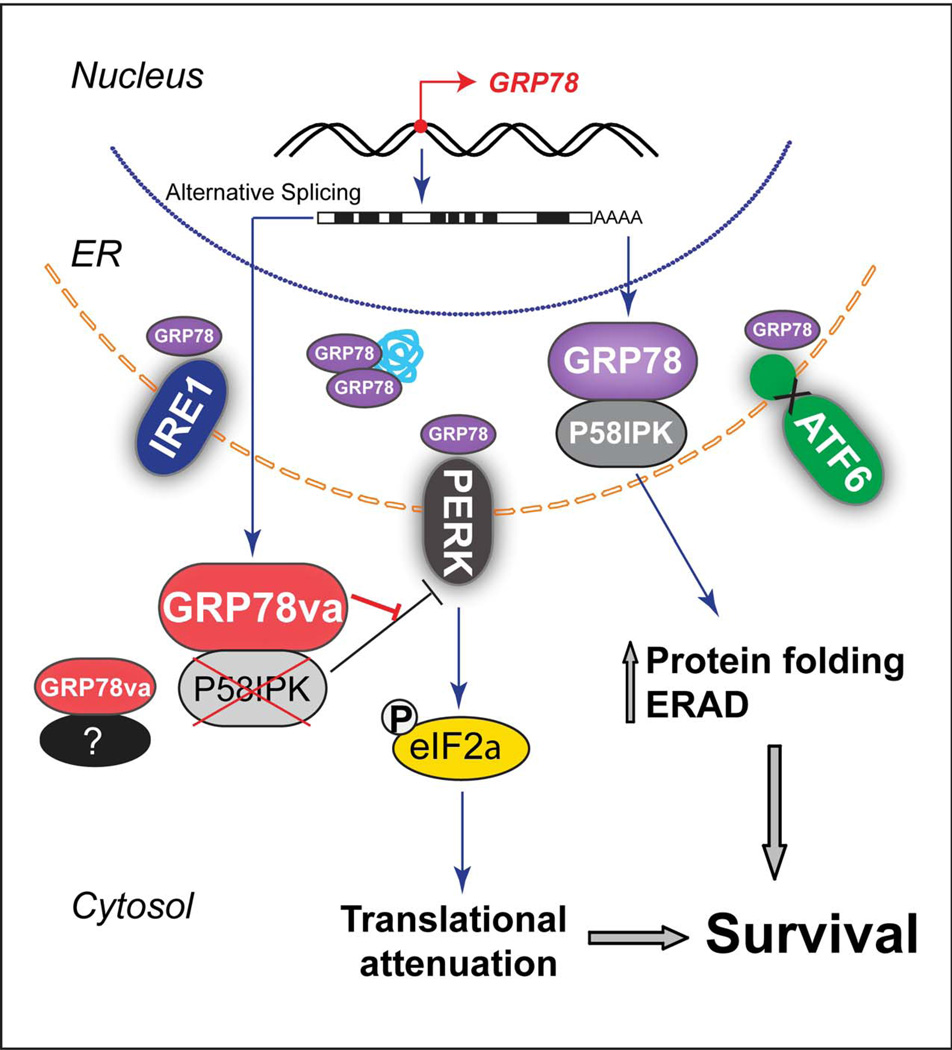 Nucleus
GRP78
Alternative Splicing
AAAA
ER
GRP78
IRE1
GRP78
GRP78
GRP78
PERK
GRP78
P58IPK
GRP78
ATF6
GRP78va
P58IPK
GRP78va
?
P
eIF2a
Protein folding
ERAD
Cytosol
Translational
attenuation
Survival